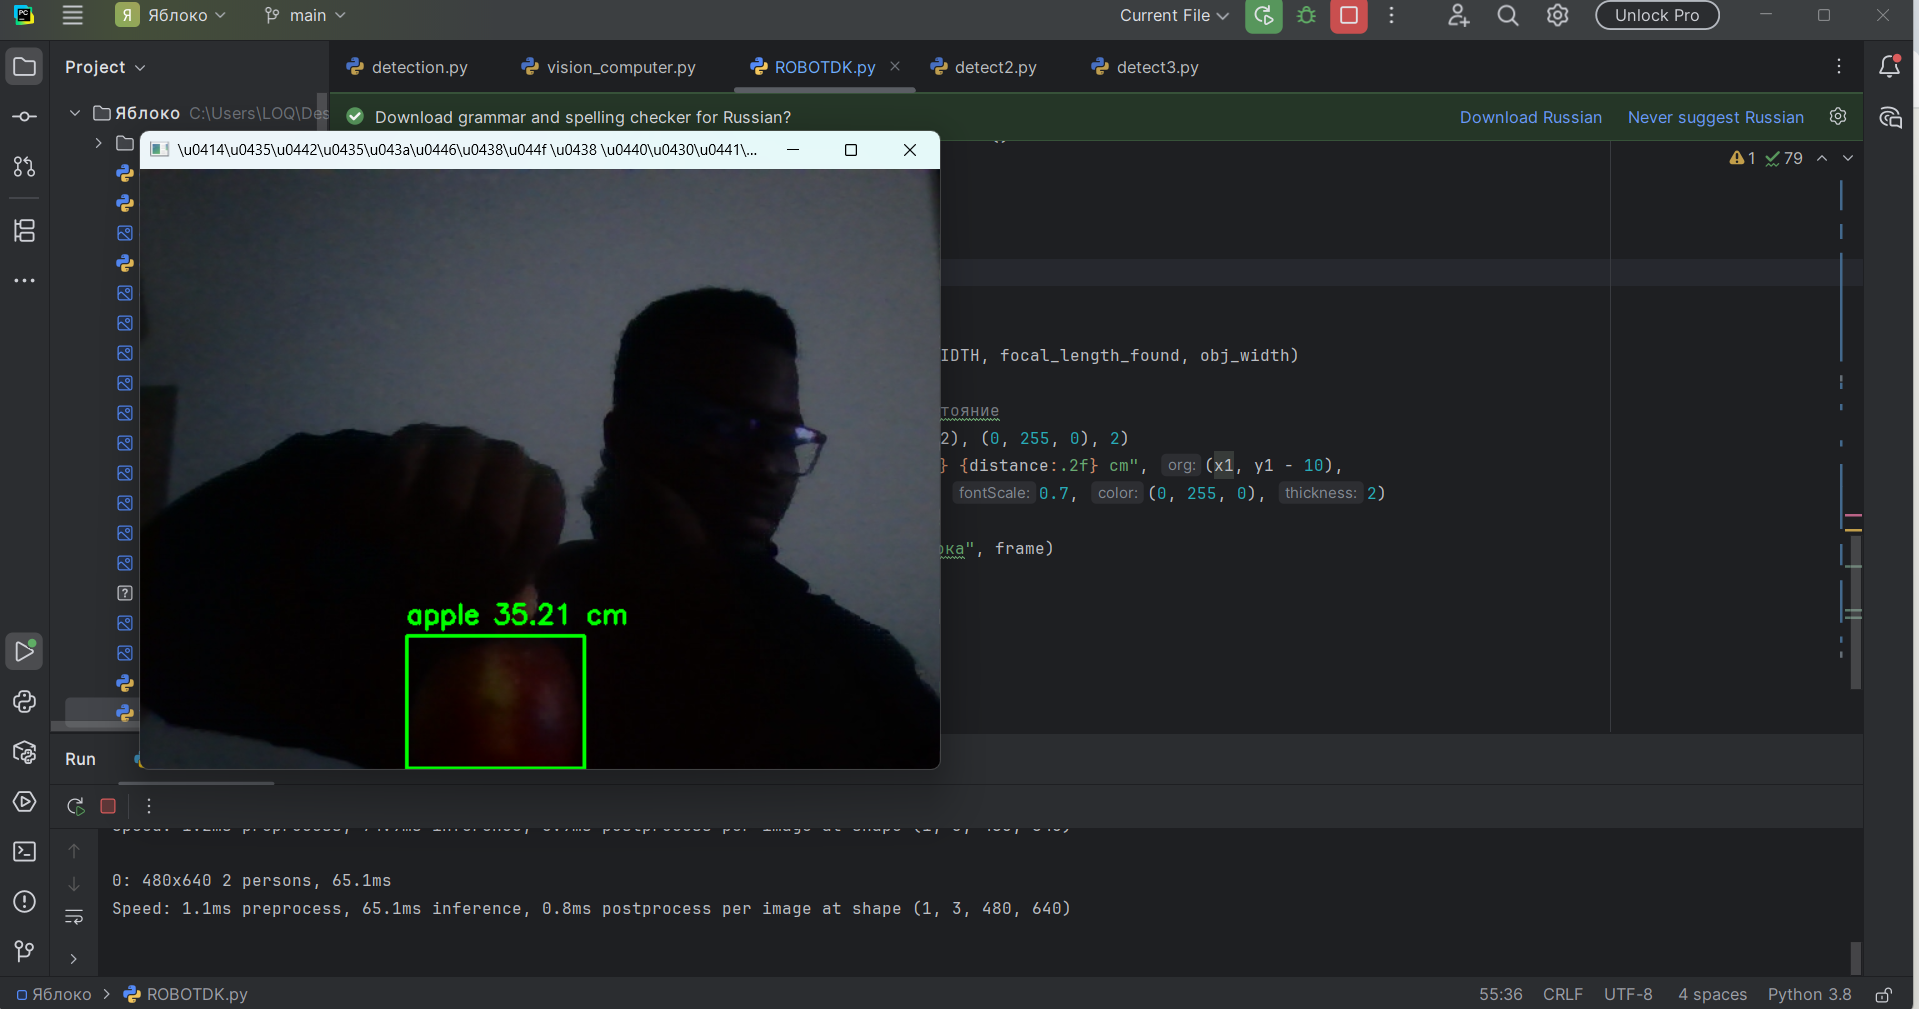 PC
Я Яблоко
main
Current File
Unlock Pro
Project
detection.py
vision_computer.py
ROBOTDK.py
detect2.py
detect3.py
Яблоко C:\Users\LOQ\Des
Download grammar and spelling checker for Russian?
Download Russian
Never suggest Russian
\u0414\u0435\u0442\u0435\u043a\u0446\u0438\u044f \u0438 \u0440\u0430\u0441\...
1
79
IDTH, focal_length_found, obj_width)
тояние
2), (0, 255, 0), 2)
} {distance:.2f} cm", org: (x1, y1 - 10),
fontScale: 0.7, color: (0, 255, 0), thickness: 2)
ка", frame)
apple 35.21 cm
Run
0: 480x640 2 persons, 65.1ms
Speed: 1.1ms preprocess, 65.1ms inference, 0.8ms postprocess per image at shape (1, 3, 480, 640)
Яблоко
ROBOTDK.py
55:36
CRLF
UTF-8
4 spaces
Python 3.8